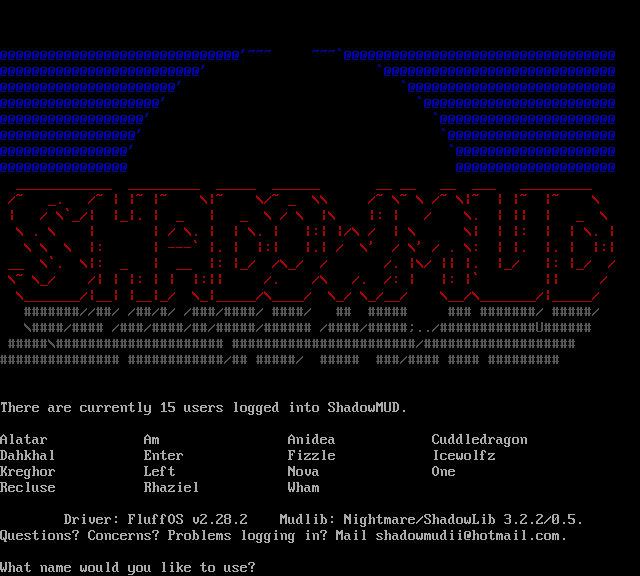 SHADOWMUD
There are currently 15 users logged into ShadowMUD.
Alatar Am Anidea Cuddledragon
Dahkhal Enter Fizzle Icewolfz
Kreghor Left Nova One
Recluse Rhaziel Wham
Driver: FluffOS v2.28.2 Mudlib: Nightmare/ShadowLib 3.2.2/0.5.
Questions? Concerns? Problems logging in? Mail shadowmudii@hotmail.com.
What name would you like to use?